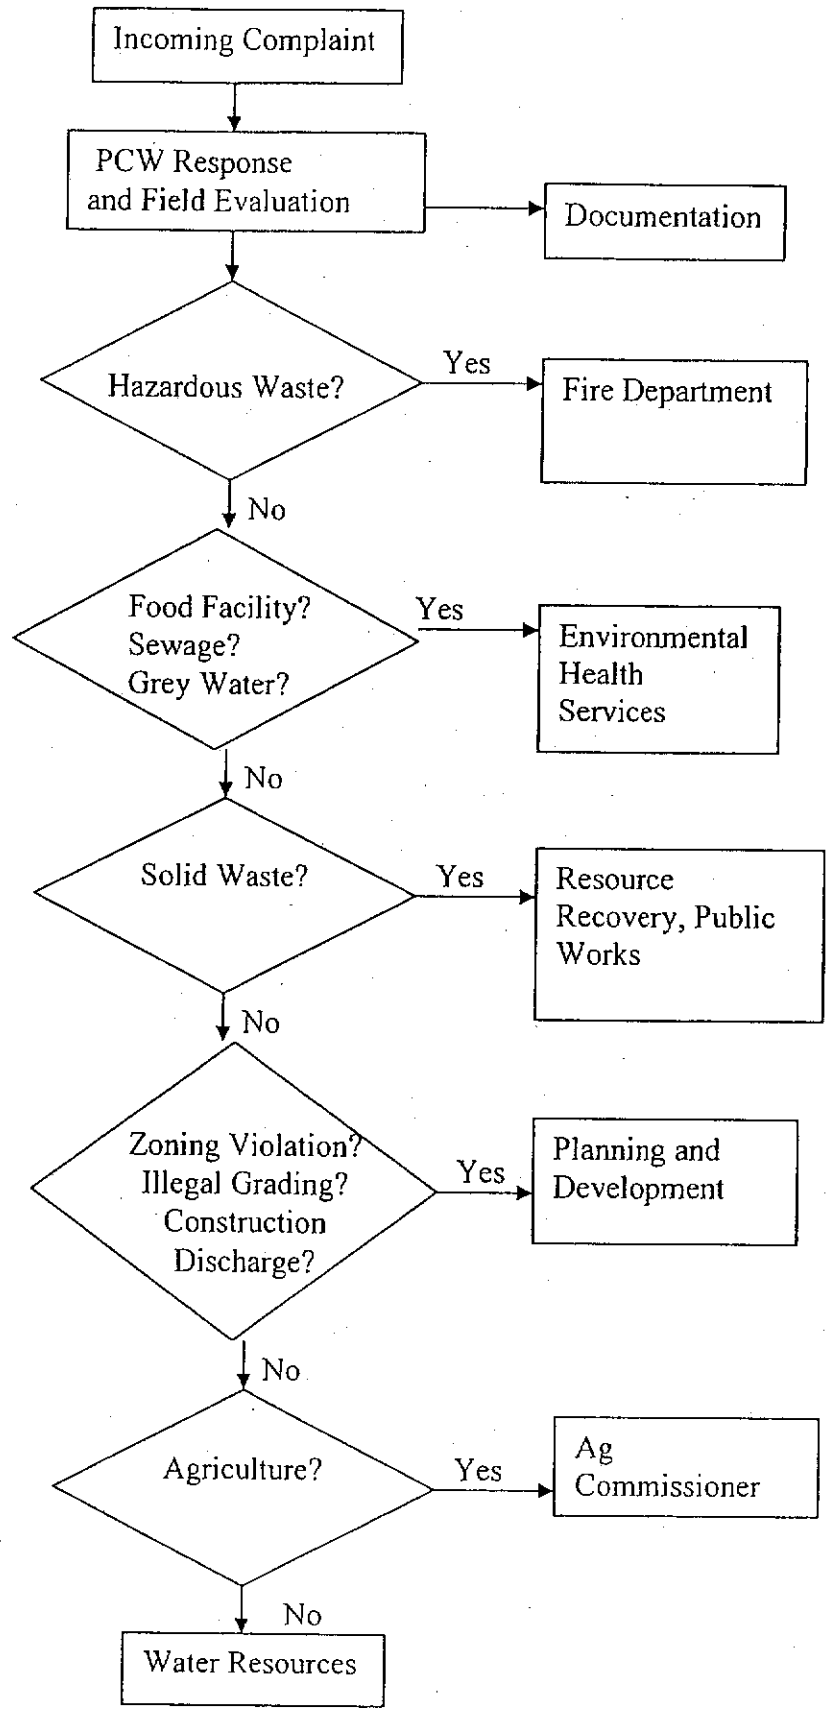 Incoming Complaint
PCW Response
and Field Evaluation
Documentation
Hazardous Waste?
Yes
Fire Department
No
Food Facility?
Sewage?
Grey Water?
Yes
Environmental
Health
Services
No
Solid Waste?
Yes
Resource
Recovery, Public
Works
No
Zoning Violation?
Illegal Grading?
Construction
Discharge?
Yes
Planning and
Development
No
Agriculture?
Yes
Ag
Commissioner
No
Water Resources